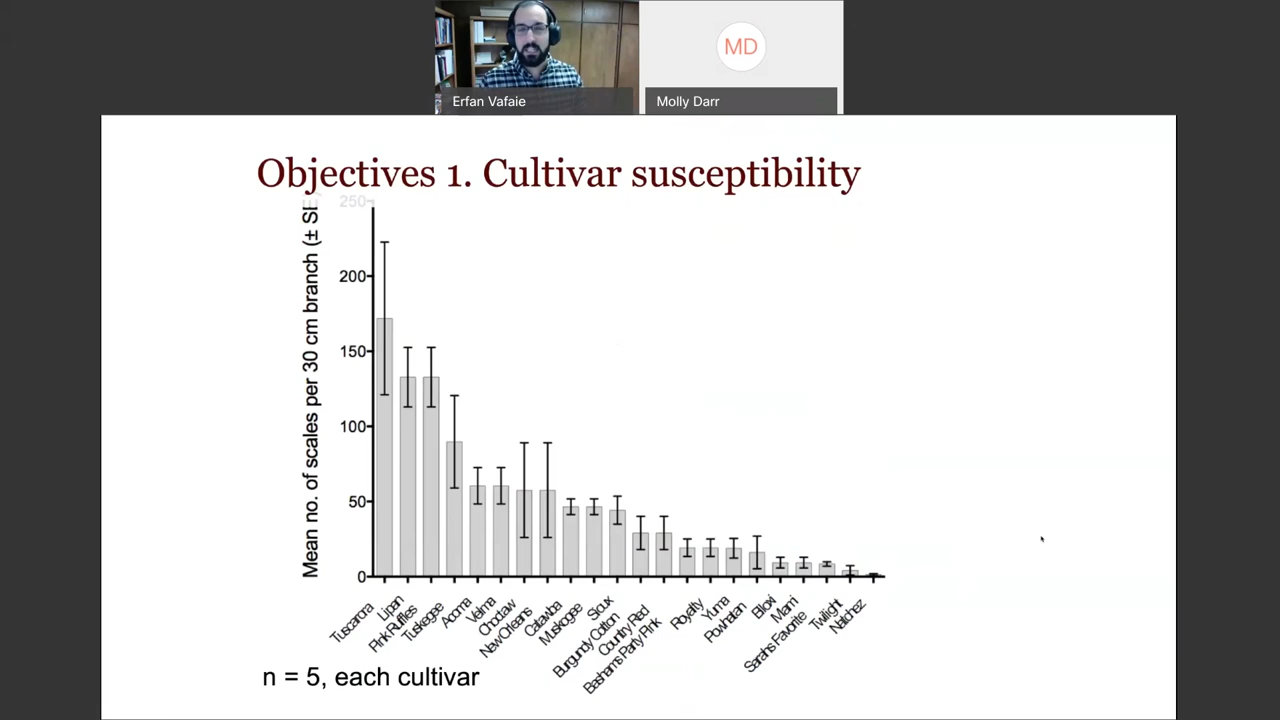 MD
Erfan Vafaie
Molly Darr
Objectives 1. Cultivar susceptibility
Mean no. of scales per 30 cm branch (± SE
250
200
150
100
50
0
Tuscarora
Lipan
Pink Ruffles
Tuskegee
Acoma
Velma
Choctaw
New Orleans
Catawba
Muskogee
Sioux
Burgundy Cotton
Country Red
Basham's Party Pink
Royalty
Yuma
Powhatan
Biloxi
Miami
Sarahs Favorite
Twilight
Natchez
n = 5, each cultivar